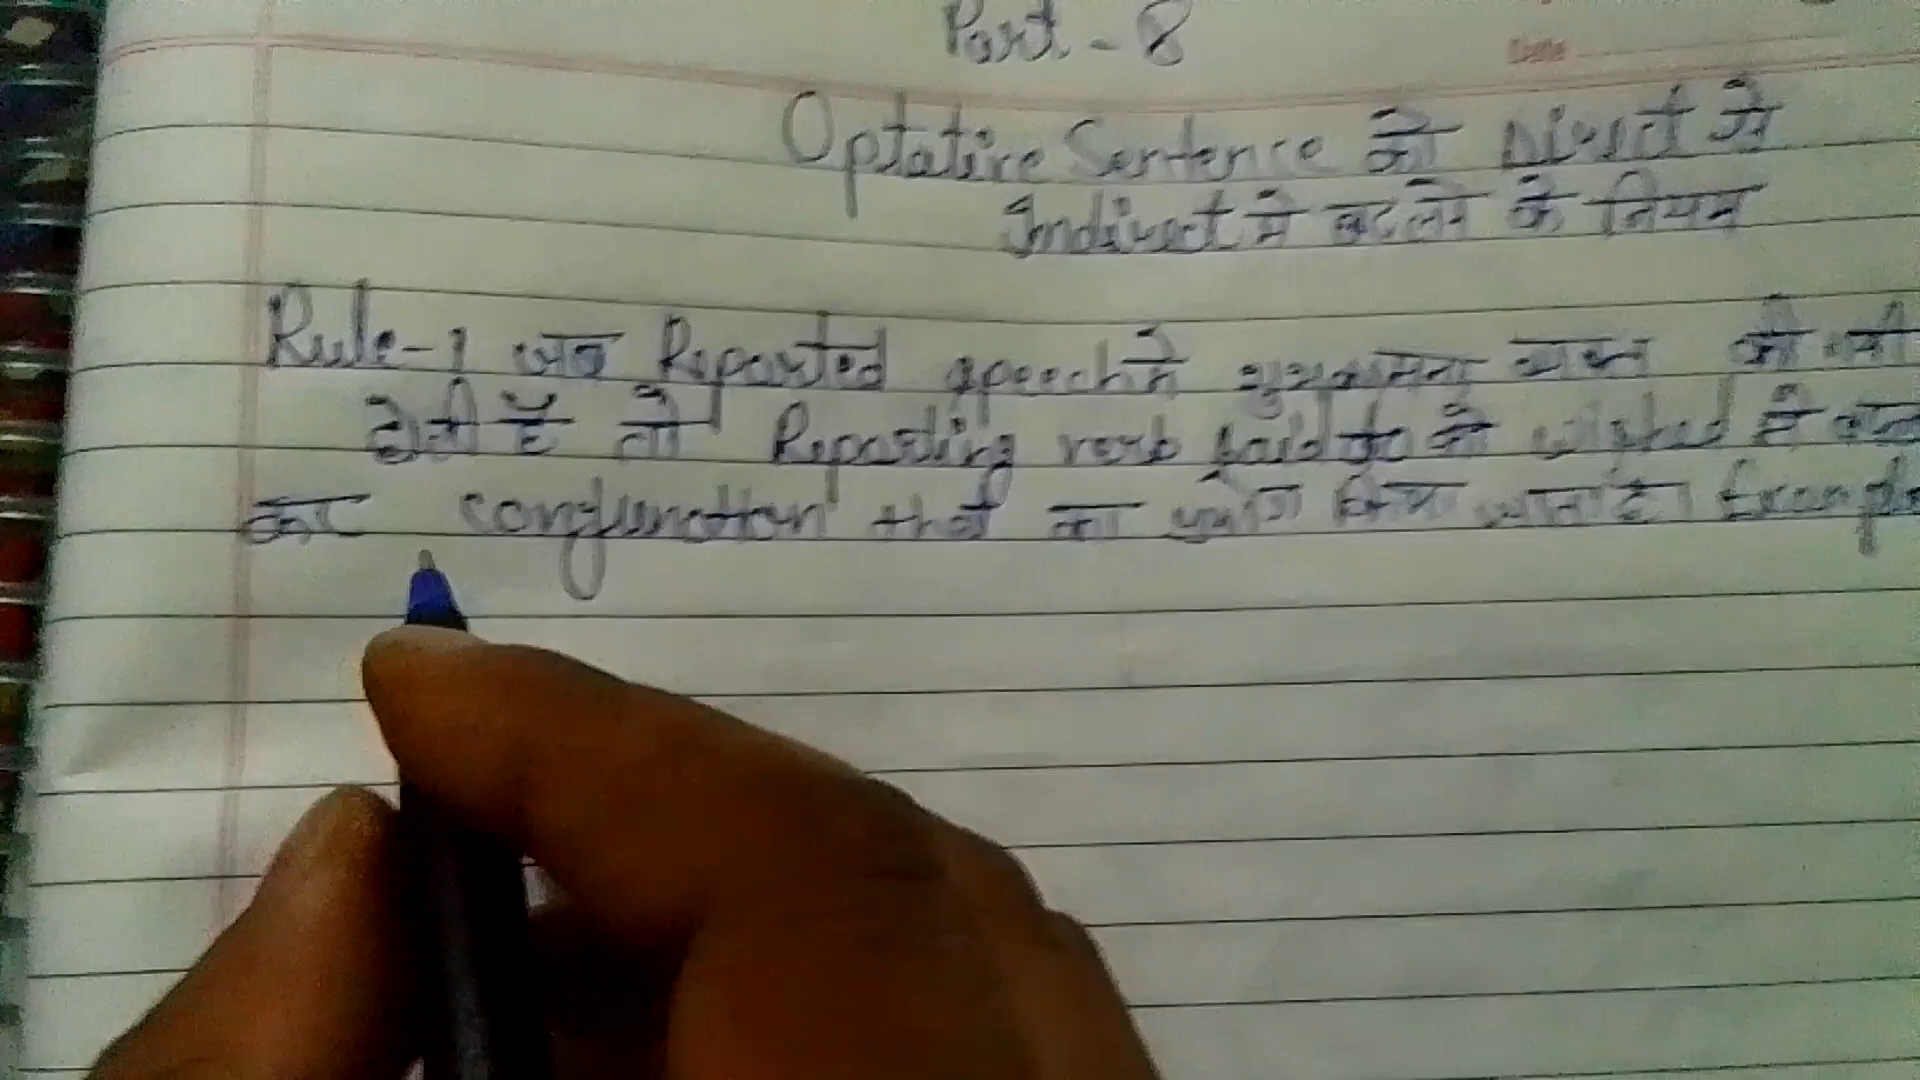 Part - 8
Date
Optative Sentence को Direct से
Indirect में बदलने के नियम
Rule-1 जब Reported speech में शुभकामना वाक्य की
होती है तो Reporting verb said to को wished में
कर conjunction that का प्रयोग किया जाता है। Example